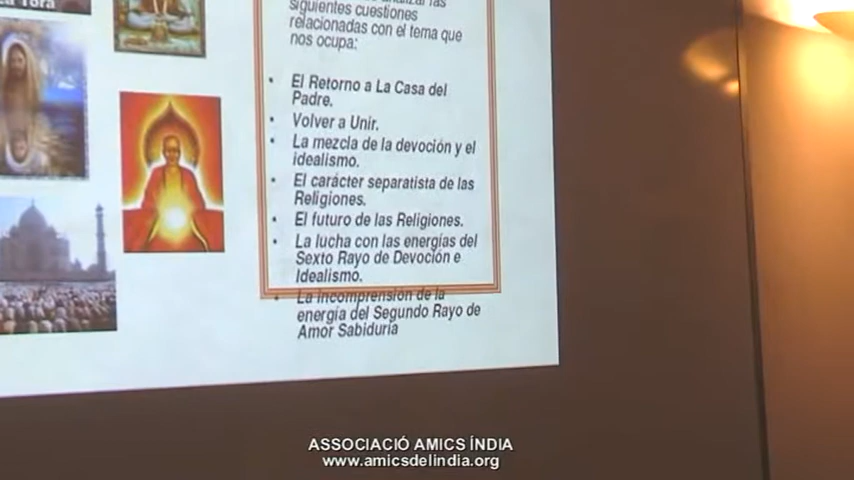 La Tora
siguientes cuestiones
relacionadas con el tema que
nos ocupa:
• El Retorno a La Casa del
Padre.
• Volver a Unir.
• La mezcla de la devoción y el
idealismo.
• El carácter separatista de las
Religiones.
• El futuro de las Religiones.
• La lucha con las energías del
Sexto Rayo de Devoción e
Idealismo.
• La incomprensión de la
energía del Segundo Rayo de
Amor Sabiduría
ASSOCIACIÓ AMICS ÍNDIA
www.amicsdelindia.org